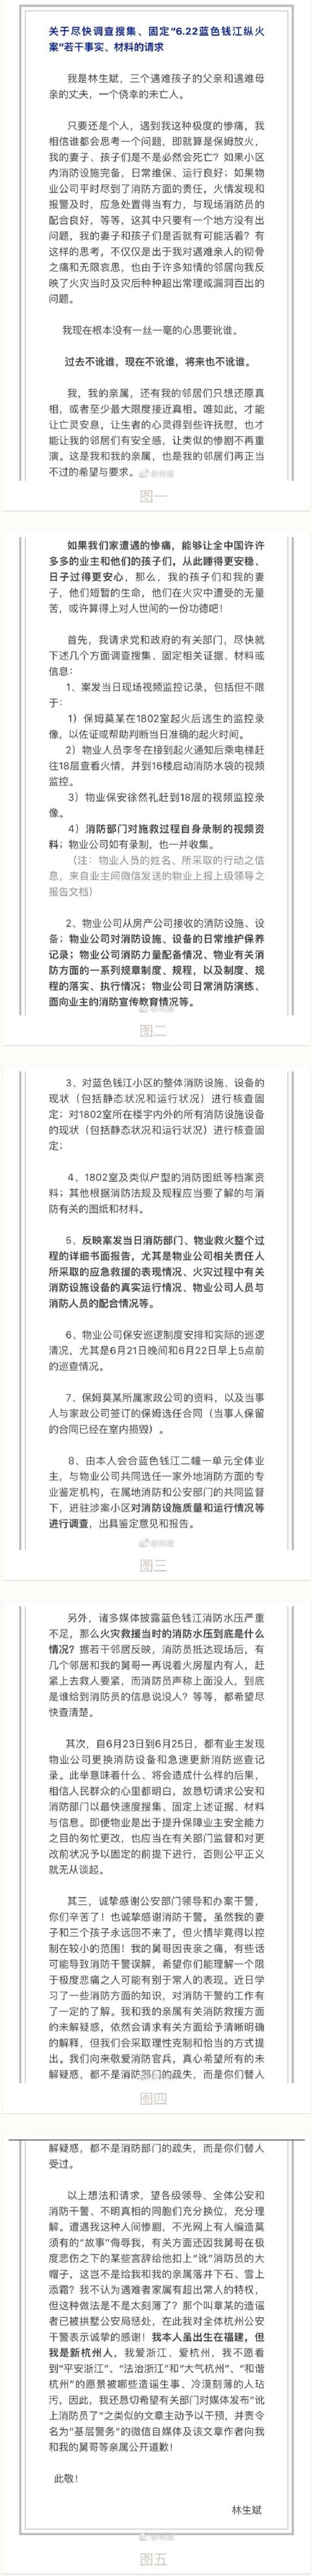 关于尽快调查搜集、固定"6.22蓝色钱江纵火
案"若干事实、材料的请求
我是林生斌，三个遇难孩子的父亲和遇难母
亲的丈夫，一个侥幸的未亡人。
只要还是个人，遇到我这种极度的惨痛，我
相信谁都会思考一个问题，即就算是保姆放火，
我的妻子、孩子们是不是必然会死亡？如果小区
内消防设施完备，日常维保、运行良好；如果物
业公司平时尽到了消防方面的责任，火情发现和
报警及时，应急处置得当有力，与现场消防员的
配合良好，等等，这其中只要有一个地方没有出
问题，我的妻子和孩子们是否就有可能活着？有
这样的思考，不仅仅是出于我对遇难亲人的彻骨
之痛和无限哀思，也由于许多知情的邻居向我反
映了火灾当时及灾后种种超出常理或漏洞百出的
问题。
我现在根本没有一丝一毫的心思要讹谁。
过去不讹谁，现在不讹谁，将来也不讹谁。
我，我的亲属，还有我的邻居们只想还原真
相，或者至少最大限度接近真相。唯如此，才能
让亡灵安息，让生者的心灵得到些许抚慰，也才
能让我的邻居们有安全感，让类似的惨剧不再重
演。这是我和我的亲属，也是我的邻居们再正当
不过的希望与要求。
图一
如果我们家遭遇的惨痛，能够让全中国许许
多多的业主和他们的孩子们，从此睡得更安稳、
日子过得更安心，那么，我的孩子们和我的妻
子，他们短暂的生命，他们在火灾中遭受的无量
苦，或许算得上对人世间的一份功德吧！
首先，我请求党和政府的有关部门，尽快就
下述几个方面调查搜集、固定相关证据、材料或
信息：
1、案发当日现场视频监控记录，包括但不限
于：
1）保姆莫某在1802室起火后逃生的监控录
像，以佐证或帮助判断当日准确的起火时间。
2）物业人员李冬在接到起火通知后乘电梯赶
往18层查看火情，并到16楼启动消防水袋的视频
监控。
3）物业保安徐然礼赶到18层的视频监控录
像。
4）消防部门对施救过程自身录制的视频资
料；物业公司如有录制，也一并收集。
（注：物业人员的姓名、所采取的行动之信
息，来自业主间微信发送的物业上报上级领导之
报告文档）
2、物业公司从房产公司接收的消防设施、设
备；物业公司对消防设施、设备的日常维护保养
记录；物业公司消防力量配备情况、物业有关消
防方面的一系列规章制度、规程，以及制度、规
程的落实、执行情况；物业公司日常消防演练、
面向业主的消防宣传教育情况等。
图二
3、对蓝色钱江小区的整体消防设施、设备的
现状（包括静态状况和运行状况）进行核查固
定；对1802室所在楼宇内外的所有消防设施设备
的现状（包括静态状况和运行状况）进行核查固
定；
4、1802室及类似户型的消防图纸等档案资
料；其他根据消防法规及规程应当要了解的与消
防有关的图纸和材料。
5、反映案发当日消防部门、物业救火整个过
程的详细书面报告，尤其是物业公司相关责任人
所采取的应急救援的表现情况、火灾过程中有关
消防设施设备的真实运行情况、物业公司人员与
消防人员的配合情况等。
6、物业公司保安巡逻制度安排和实际的巡逻
情况，尤其是6月21日晚间和6月22日早上5点前
的巡查情况。
7、保姆莫某所属家政公司的资料，以及当事
人与家政公司签订的保姆选任合同（当事人保留
的合同已经在室内损毁）。
8、由本人会合蓝色钱江二幢一单元全体业
主，与物业公司共同选任一家外地消防方面的专
业鉴定机构，在属地消防和公安部门的共同监督
下，进驻涉案小区对消防设施质量和运行情况等
进行调查，出具鉴定意见和报告。
图三
另外，诸多媒体披露蓝色钱江消防水压严重
不足，那么火灾救援当时的消防水压到底是什么
情况？据若干邻居反映，消防员抵达现场后，有
几个邻居和我的舅哥一再说着火房屋内有人，赶
紧上去救人要紧，而消防员声称上面没人，到底
是谁给到消防员的信息说没人？等等，都希望尽
快查清楚。
其次，自6月23日到6月25日，都有业主发现
物业公司更换消防设备和急速更新消防巡查记
录。此举意味着什么、将会造成什么样的后果，
相信人民群众的心里都明白，故恳切请求公安和
消防部门以最快速度搜集、固定上述证据、材料
与信息。即便物业是出于提升保障业主安全能力
之目的匆忙更改，也应当在有关部门监督和对更
改前状况予以固定的前提下进行，否则公平正义
就无从谈起。
其三，诚挚感谢公安部门领导和办案干警，
你们辛苦了！也诚挚感谢消防干警，虽然我的妻
子和三个孩子永远回不来了，但火情毕竟得以控
制在较小的范围！我的舅哥因丧亲之痛，有些话
可能导致消防干警误解，希望你们能理解一个限
于极度悲痛之人可能有别于常人的表现。近日学
习了一些消防方面的知识，对消防干警的工作有
了一定的了解。我和我的亲属有关消防救援方面
的未解疑惑，依然会请求有关方面给予清晰明确
的解释，但我们会采取理性克制和恰当的方式提
出。我们向来敬爱消防官兵，真心希望所有的未
解疑惑，都不是消防部门的疏失，而是你们替人
图四
解疑惑，都不是消防部门的疏失，而是你们替人
受过。
以上想法和请求，望各级领导、全体公安和
消防干警、不明真相的同胞们充分换位，充分理
解。遭遇我这种人间惨剧，不光网上有人编造莫
须有的"故事"侮辱我，有关方面还因我舅哥在极
度悲伤之下的某些言辞给他扣上"讹"消防员的大
帽子，这岂不是给我和我的亲属落井下石、雪上
添霜？我不认为遇难者家属有超出常人的特权，
但这种做法是不是太刻薄了？那个叫章某的造谣
者已被拱墅公安局惩处，在此我对全体杭州公安
干警表示诚挚的感谢！我本人虽出生在福建，但
我是新杭州人，我爱浙江、爱杭州，我不愿看
到"平安浙江"、"法治浙江"和"大气杭州"、"和谐
杭州"的愿景被哪些造谣生事、冷漠刻薄的人玷
污，因此，我还恳切希望有关部门对媒体发布"讹
上消防员了"之类似的文章主动予以干预，并责令
名为"基层警务"的微信自媒体及该文章作者向我
和我的舅哥等亲属公开道歉！
此敬！
林生斌
图五